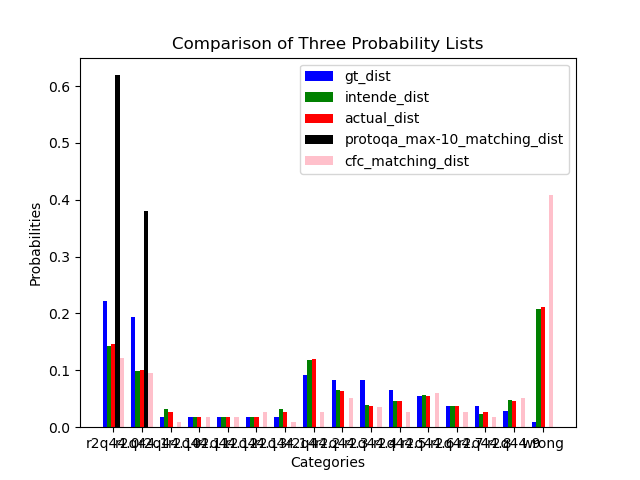 Comparison of Three Probability Lists
gt_dist
intende_dist
actual_dist
protoqa_max-10_matching_dist
cfc_matching_dist
Probabilities
0.6
0.5
0.4
0.3
0.2
0.1
0.0
wrong
Categories